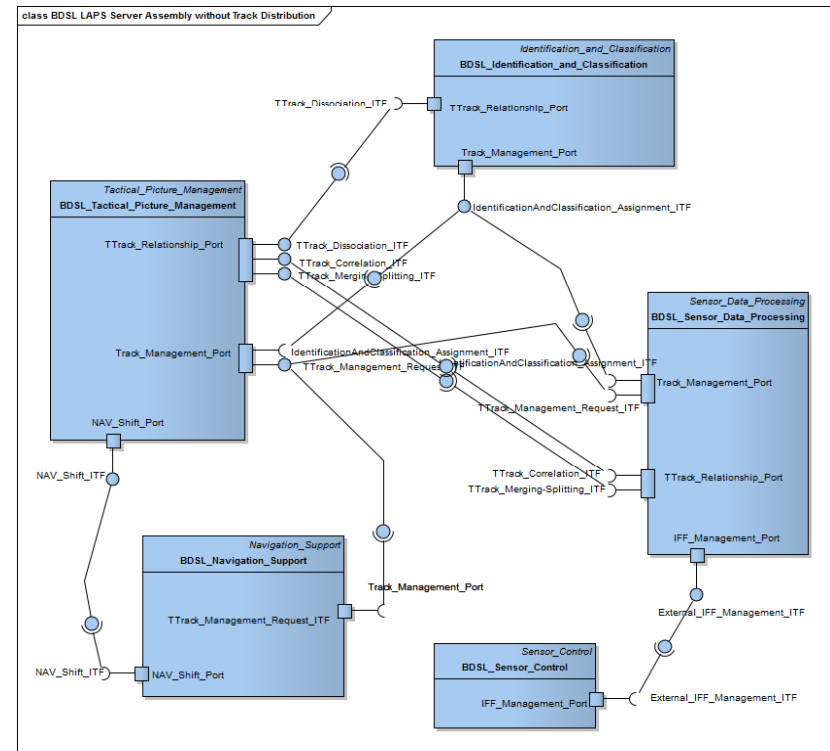 class BDSL LAPS Server Assembly without Track Distribution
Identification_and_Classification
BDSL_Identification_and_Classification
TTrack_Dissociation_ITF
TTrack_Relationship_Port
Track_Management_Port
Tactical_Picture_Management
BDSL_Tactical_Picture_Management
IdentificationAndClassification_Assignment_ITF
TTrack_Relationship_Port
TTrack_Dissociation_ITF
TTrack_Correlation_ITF
TTrack_Merging-Splitting_ITF
Sensor_Data_Processing
BDSL_Sensor_Data_Processing
Track_Management_Port
IdentificationAndClassification_Assignment_ITF
IdentificationAndClassification_Assignment_ITF
TTrack_Management_Request_ITF
Track_Management_Port
TTrack_Management_Request_ITF
NAV_Shift_Port
NAV_Shift_ITF
TTrack_Correlation_ITF
TTrack_Merging-Splitting_ITF
TTrack_Relationship_Port
IFF_Management_Port
Navigation_Support
BDSL_Navigation_Support
Track_Management_Port
TTrack_Management_Request_ITF
External_IFF_Management_ITF
Sensor_Control
BDSL_Sensor_Control
NAV_Shift_ITF
NAV_Shift_Port
IFF_Management_Port
External_IFF_Management_ITF